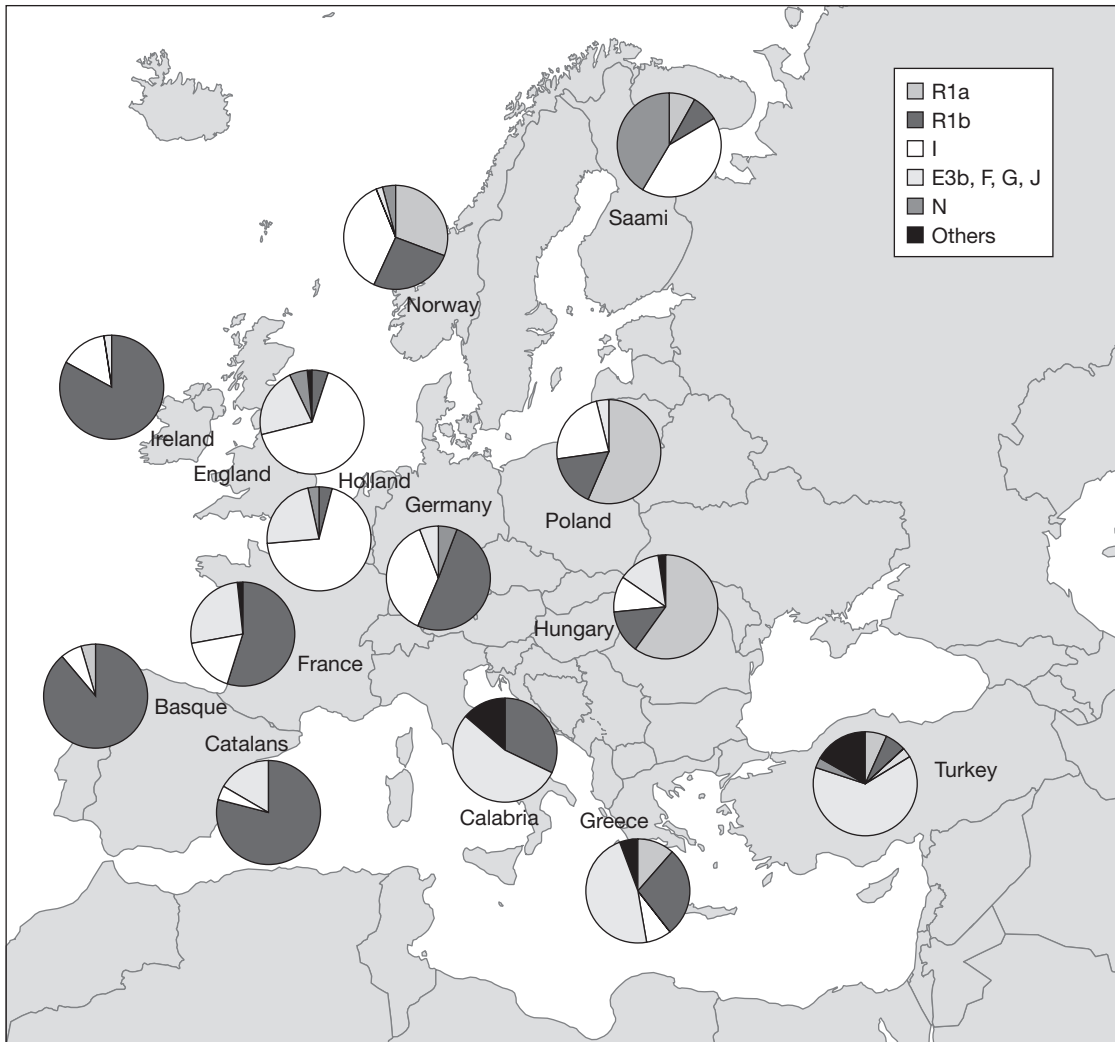 R1a
R1b
I
E3b, F, G, J
N
Others
Saami
Norway
Ireland
England
Holland
Germany
Poland
Hungary
France
Basque
Catalans
Calabria
Greece
Turkey